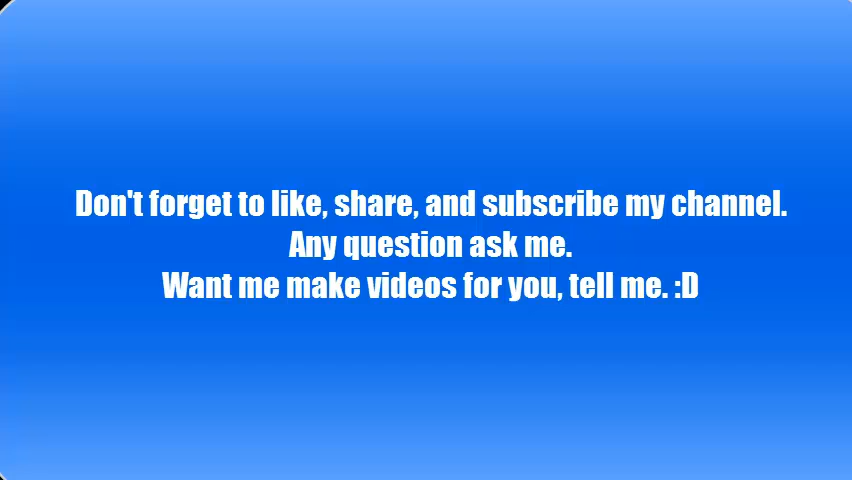 Don't forget to like, share, and subscribe my channel.
Any question ask me.
Want me make videos for you, tell me. :D